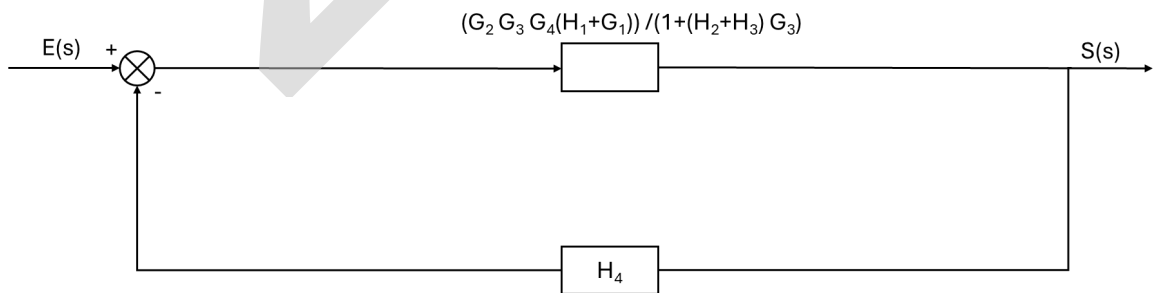 (G₂ G₃ G₄(H₁+G₁)) /(1+(H₂+H₃) G₃)
E(s)
+
S(s)
-
H₄